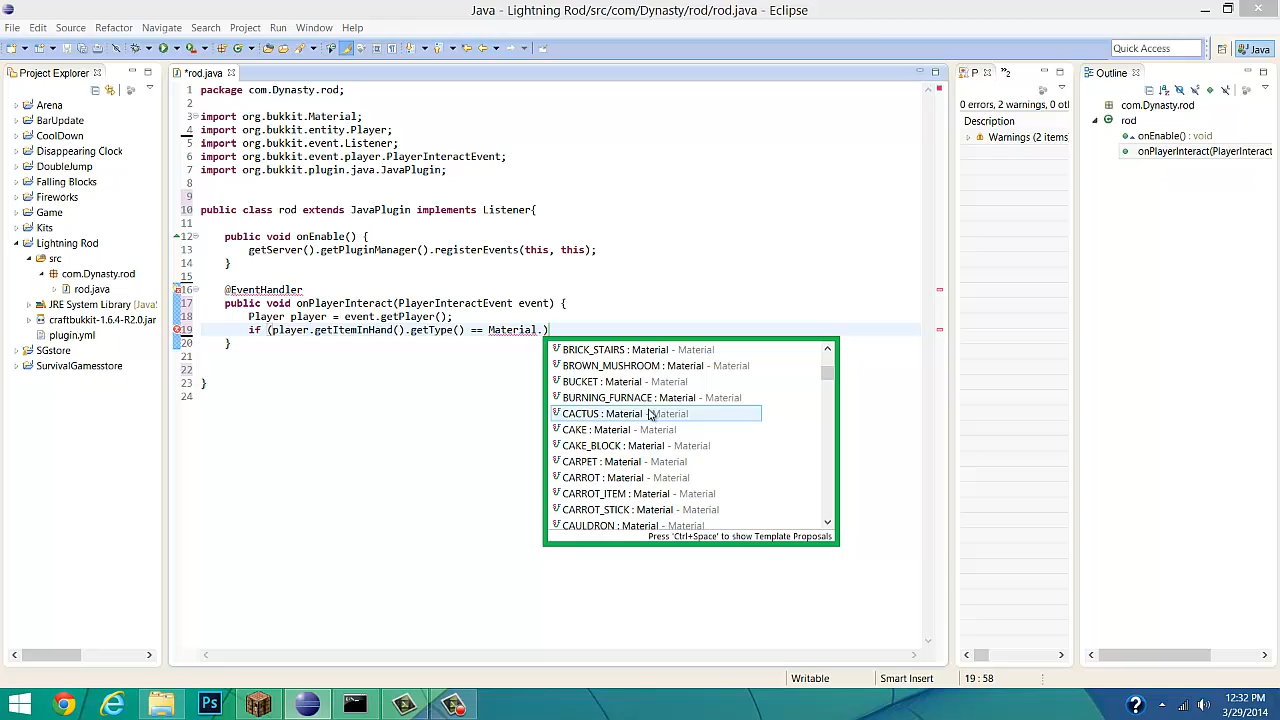 Java - Lightning Rod/src/com/Dynasty/rod/rod.java - Eclipse
File Edit Source Refactor Navigate Search Project Run Window Help
Quick Access
Java
Project Explorer
*rod.java
P
2
Outline
Arena
BarUpdate
CoolDown
Disappearing Clock
DoubleJump
Falling Blocks
Fireworks
Game
Kits
Lightning Rod
src
com.Dynasty.rod
rod.java
JRE System Library [Javas
craftbukkit-1.6.4-R2.0.jar
plugin.yml
SGstore
SurvivalGamesstore
1 package com.Dynasty.rod;
2
3 import org.bukkit.Material;
4 import org.bukkit.entity.Player;
5 import org.bukkit.event.Listener;
6 import org.bukkit.event.player.PlayerInteractEvent;
7 import org.bukkit.plugin.java.JavaPlugin;
8
9
10 public class rod extends JavaPlugin implements Listener{
11
12 public void onEnable() {
13 getServer().getPluginManager().registerEvents(this, this);
14 }
15
16 @EventHandler
17 public void onPlayerInteract(PlayerInteractEvent event) {
18 Player player = event.getPlayer();
19 if (player.getItemInHand().getType() == Material.)
20 }
21
22
23 }
24
BRICK_STAIRS : Material - Material
BROWN_MUSHROOM : Material - Material
BUCKET : Material - Material
BURNING_FURNACE : Material - Material
CACTUS : Material - Material
CAKE : Material - Material
CAKE_BLOCK : Material - Material
CARPET : Material - Material
CARROT : Material - Material
CARROT_ITEM : Material - Material
CARROT_STICK : Material - Material
CAULDRON : Material - Material
Press 'Ctrl+Space' to show Template Proposals
0 errors, 2 warnings, 0 otl
Description
Warnings (2 items
com.Dynasty.rod
rod
onEnable() : void
onPlayerInteract(PlayerInteract
Writable
Smart Insert
19 : 58
Ps
12:32 PM
3/29/2014